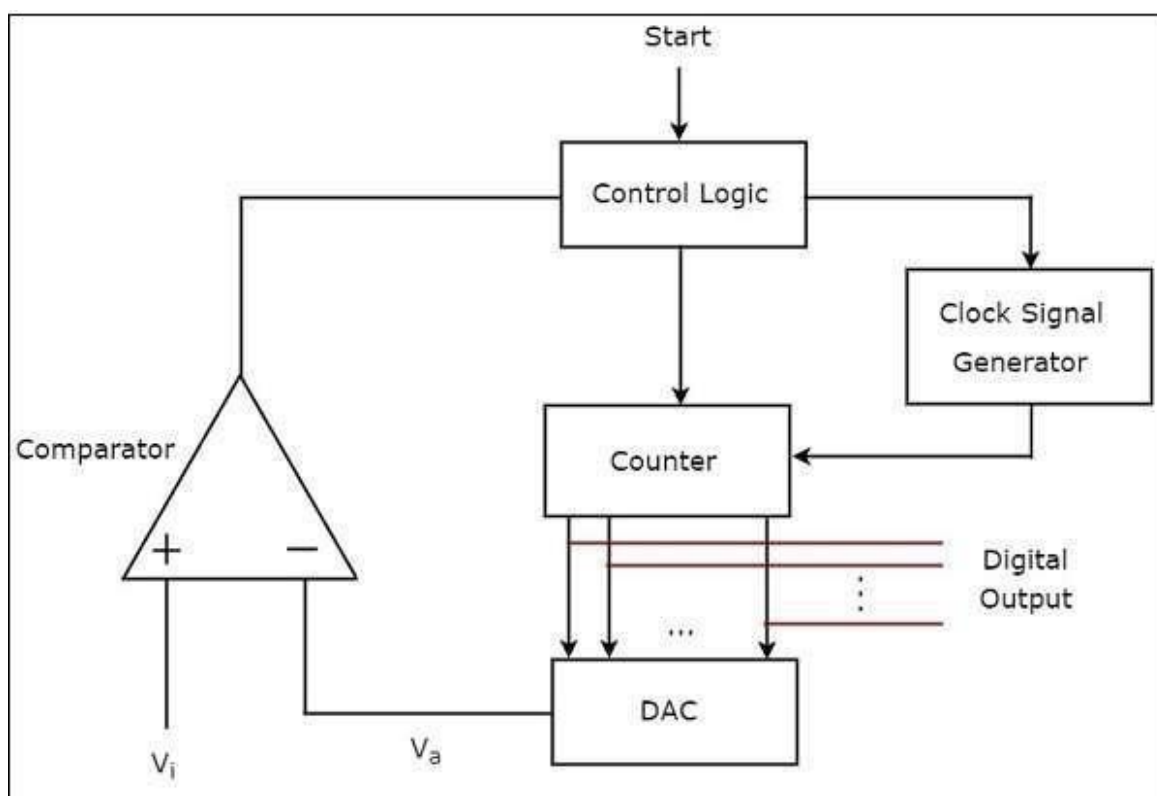 Start
Control Logic
Clock Signal
Generator
Comparator
Counter
+
−
Digital
Output
...
DAC
Va
Vi